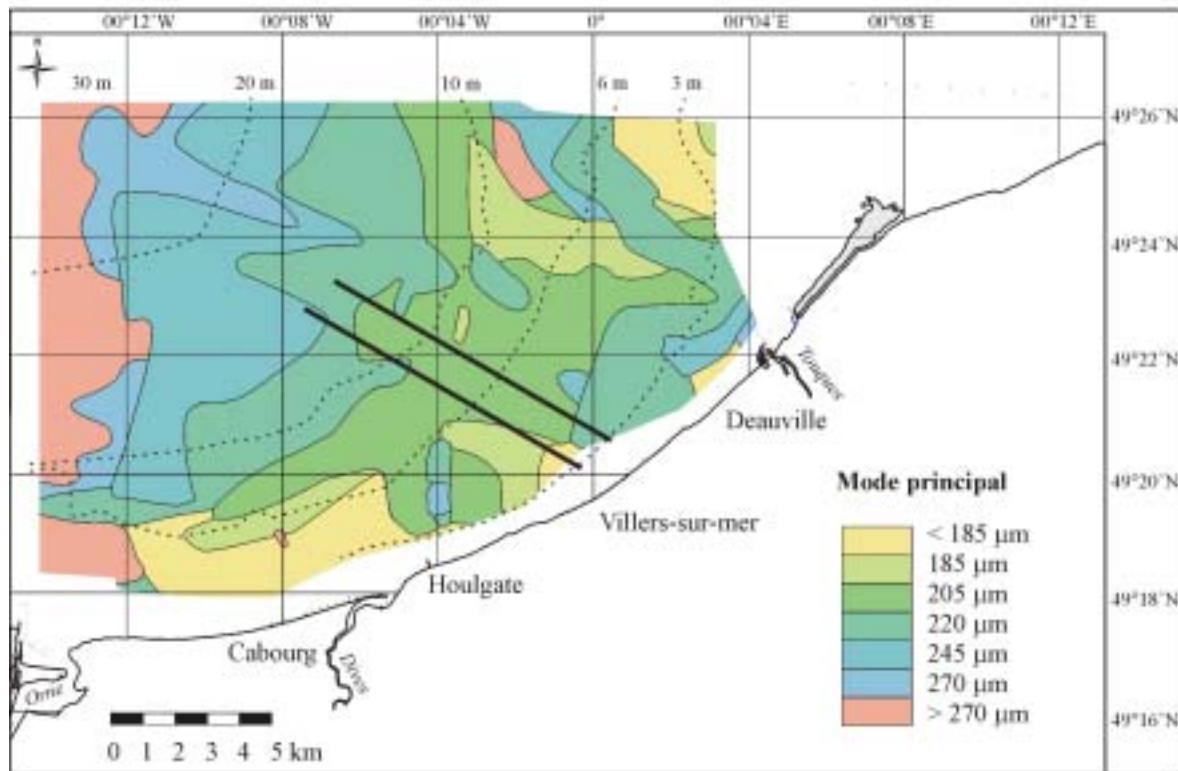 00°12'W 00°08'W 00°04'W 0° 00°04'E 00°08'E 00°12'E
N
30 m 20 m 10 m 6 m 3 m
49°26'N
49°24'N
49°22'N
Touques
Deauville
49°20'N
Mode principal
Villers-sur-mer
< 185 µm
185 µm
Houlgate
205 µm
49°18'N
220 µm
Cabourg
245 µm
Dives
270 µm
Orne
> 270 µm
49°16'N
0 1 2 3 4 5 km